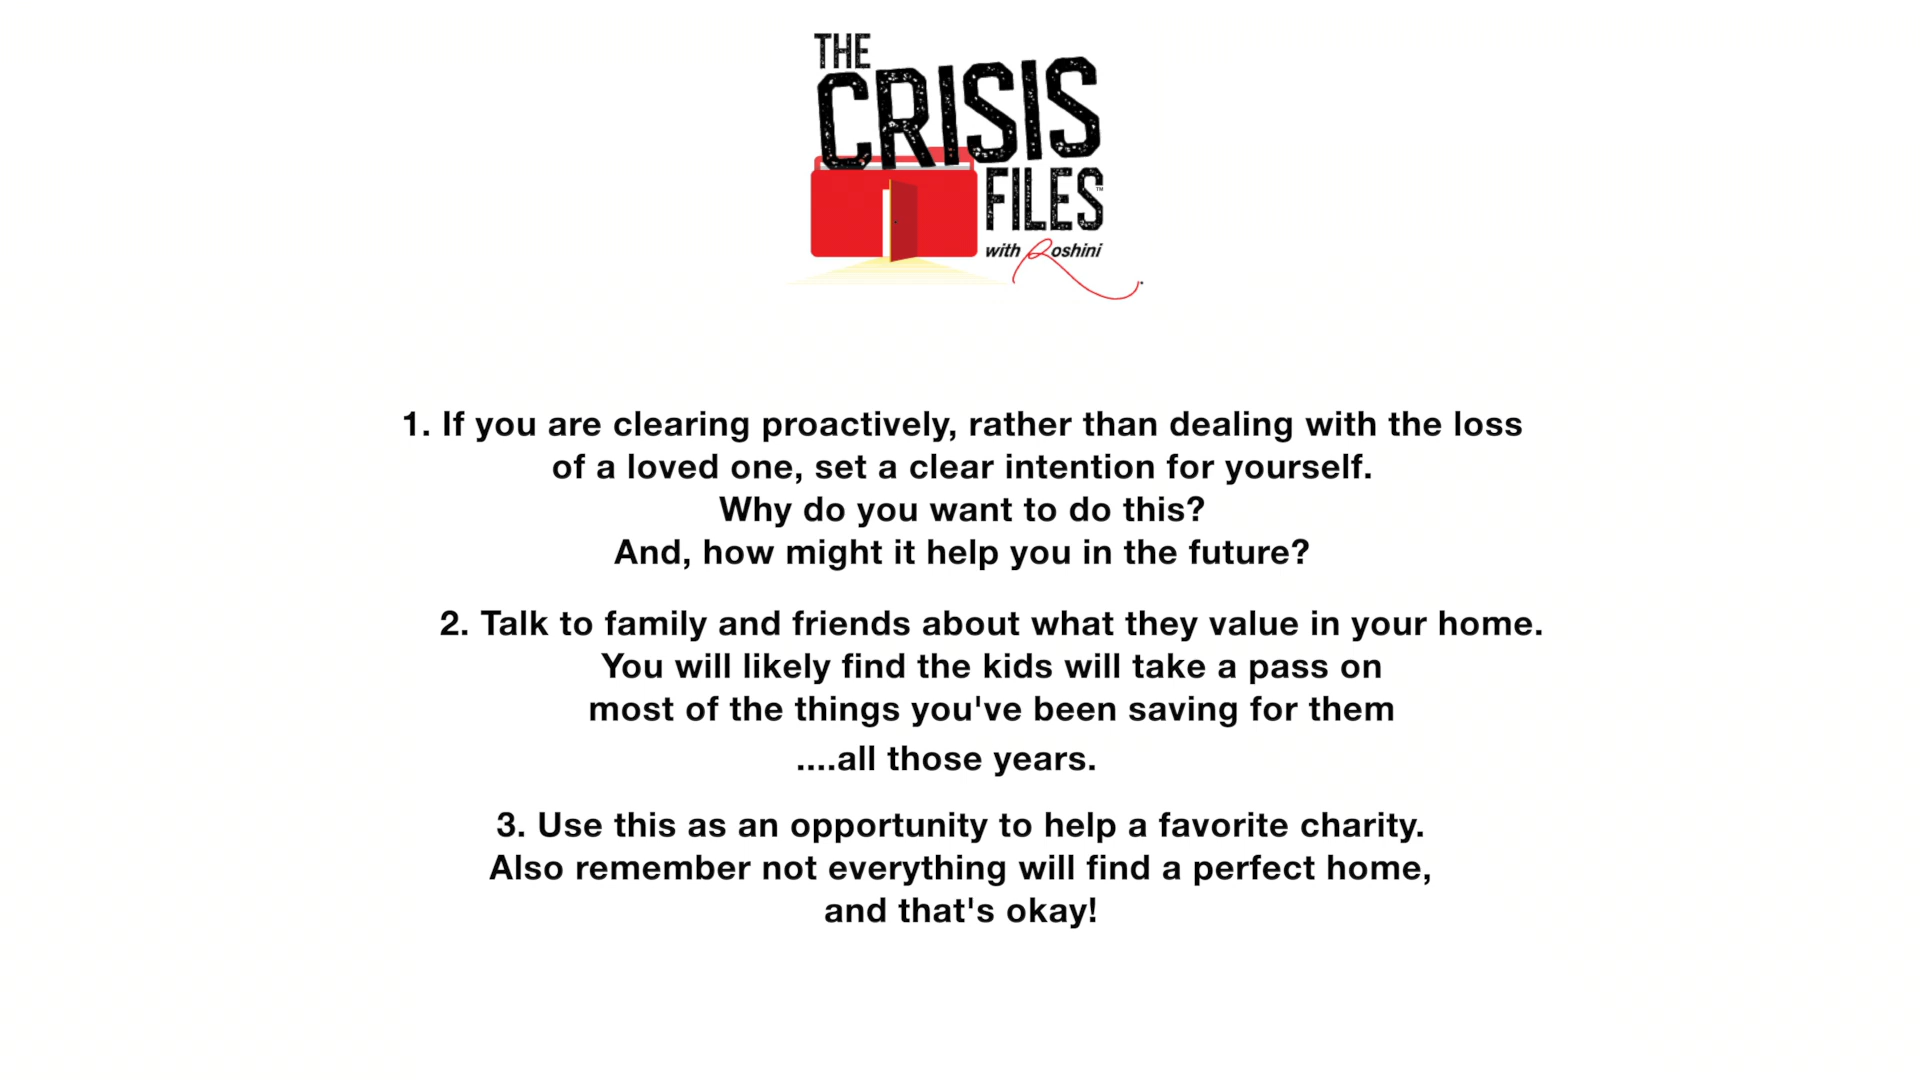 THE
CRISIS
FILES™
with Roshini
1. If you are clearing proactively, rather than dealing with the loss
of a loved one, set a clear intention for yourself.
Why do you want to do this?
And, how might it help you in the future?
2. Talk to family and friends about what they value in your home.
You will likely find the kids will take a pass on
most of the things you've been saving for them
....all those years.
3. Use this as an opportunity to help a favorite charity.
Also remember not everything will find a perfect home,
and that's okay!